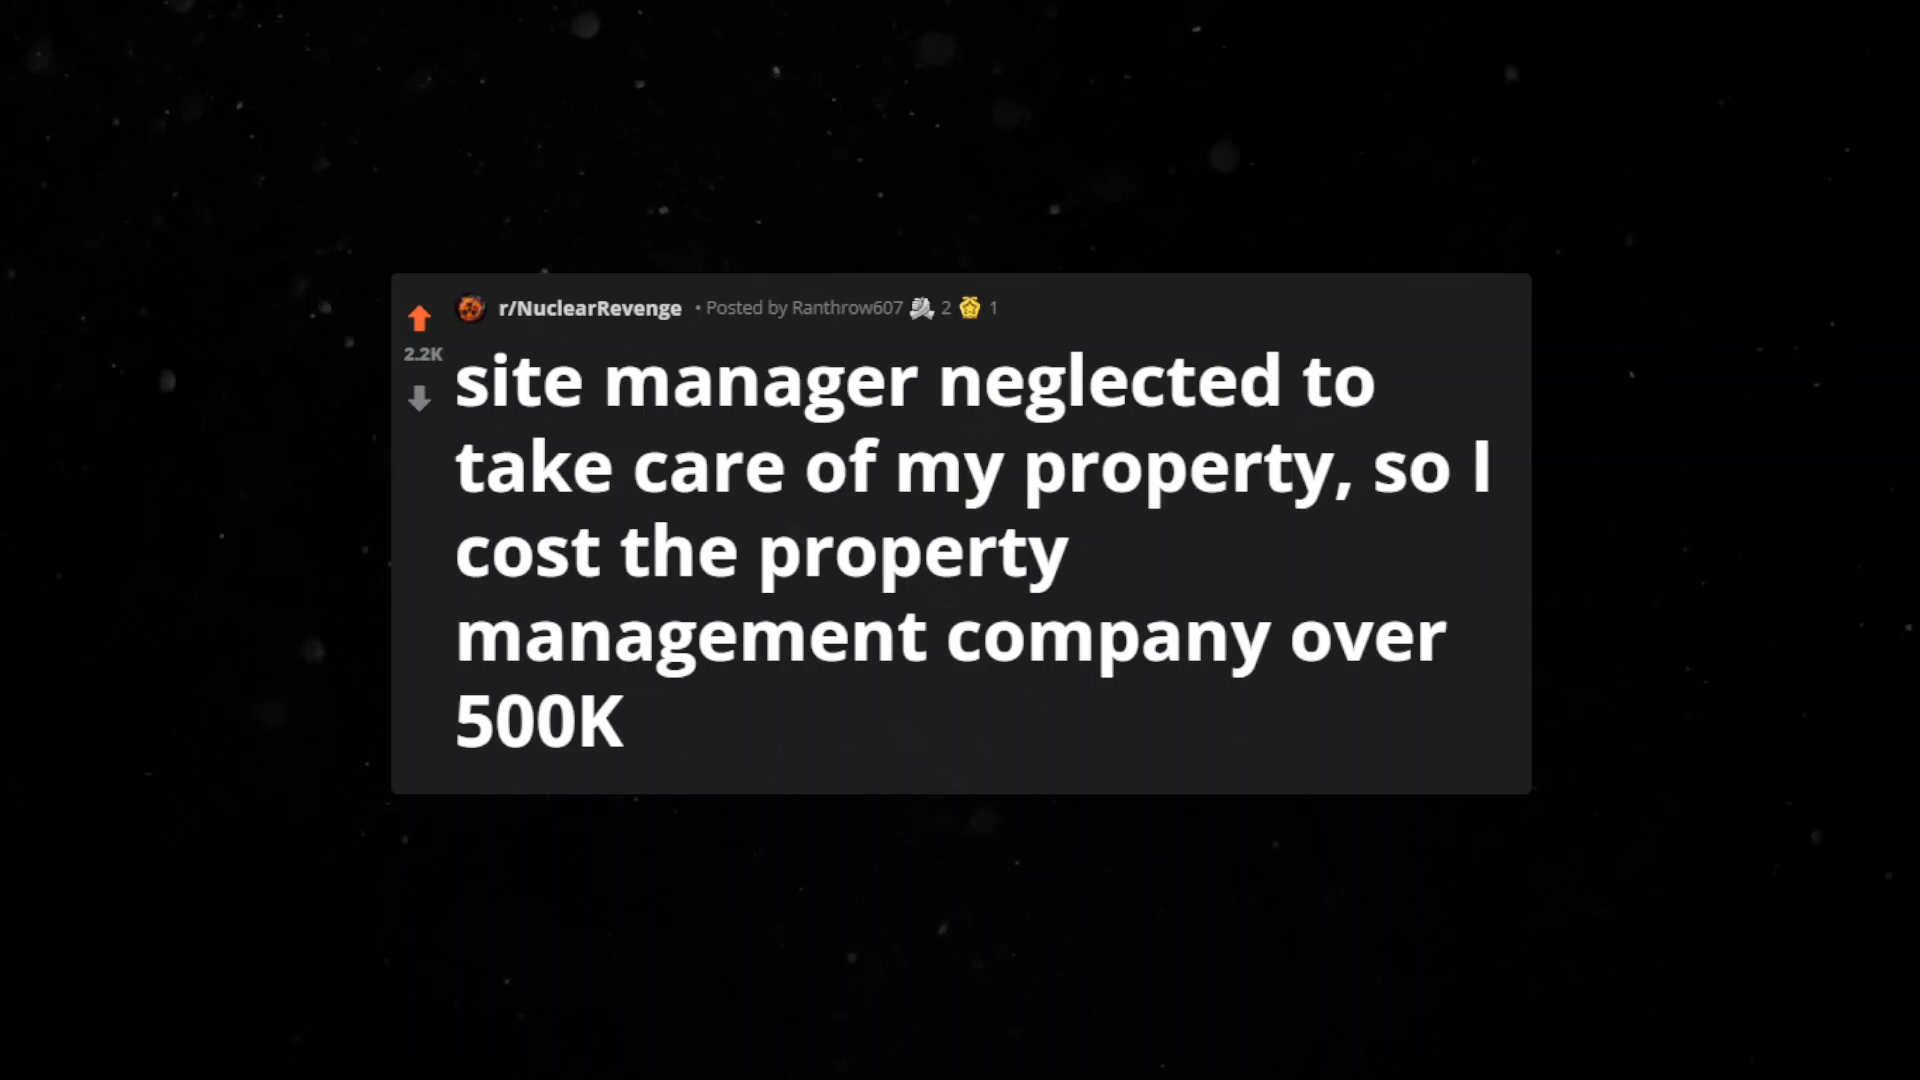 r/NuclearRevenge • Posted by Ranthrow607 2 1
2.2K
site manager neglected to
take care of my property, so I
cost the property
management company over
500K